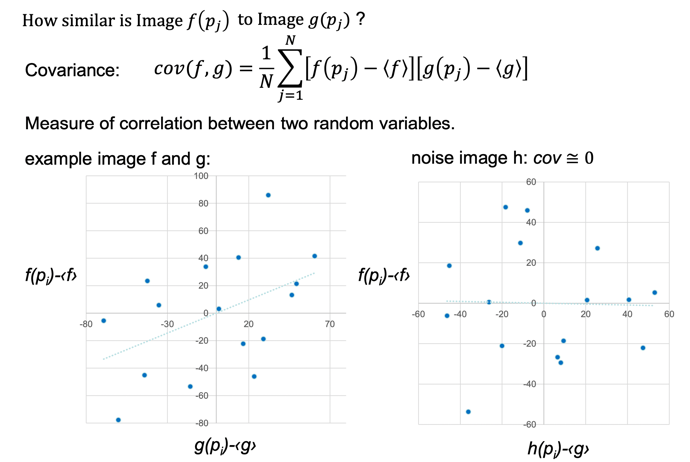 How similar is Image f(pⱼ) to Image g(pⱼ) ?
Covariance: cov(f, g) = 1/N ∑_{j=1}^{N} [f(pⱼ) − ⟨f⟩][g(pⱼ) − ⟨g⟩]
Measure of correlation between two random variables.
example image f and g:
noise image h: cov ≅ 0
100
80
60
40
20
0
-20
-40
-60
-80
-80 -30 20 70
f(pⱼ)-‹f›
g(pⱼ)-‹g›
60
40
20
0
-20
-40
-60
-60 -40 -20 0 20 40 60
f(pⱼ)-‹f›
h(pⱼ)-‹g›